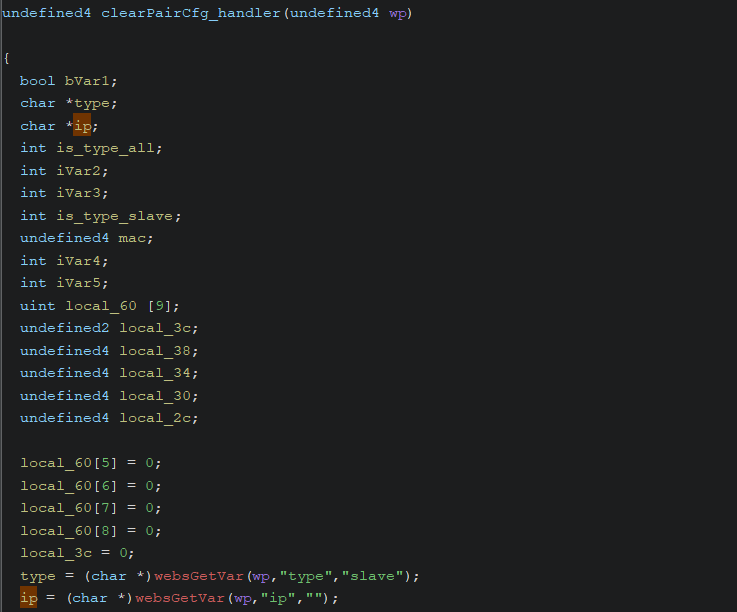 undefined4 clearPairCfg_handler(undefined4 wp)
{
bool bVar1;
char *type;
char *ip;
int is_type_all;
int iVar2;
int iVar3;
int is_type_slave;
undefined4 mac;
int iVar4;
int iVar5;
uint local_60 [9];
undefined2 local_3c;
undefined4 local_38;
undefined4 local_34;
undefined4 local_30;
undefined4 local_2c;
local_60[5] = 0;
local_60[6] = 0;
local_60[7] = 0;
local_60[8] = 0;
local_3c = 0;
type = (char *)websGetVar(wp,"type","slave");
ip = (char *)websGetVar(wp,"ip","");